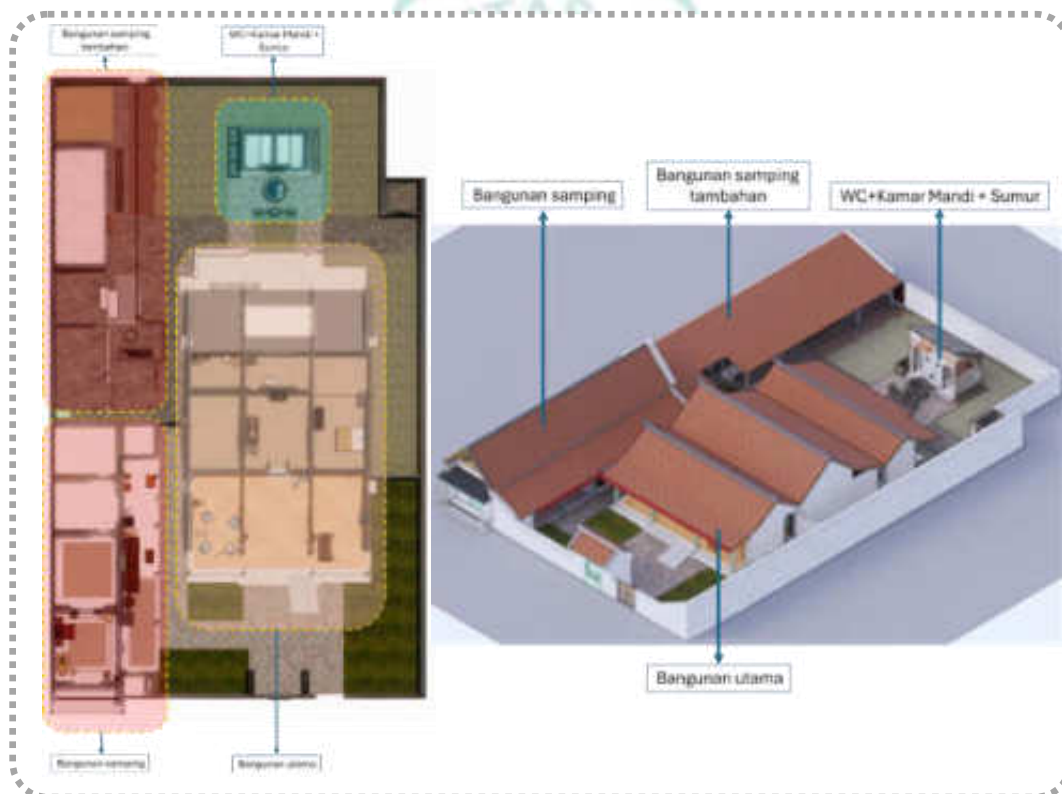 Bangunan samping
tambahan
WC+Kamar Mandi +
Sumur
Bangunan samping
Bangunan samping
tambahan
WC+Kamar Mandi + Sumur
Bangunan utama
Bangunan samping
Bangunan utama